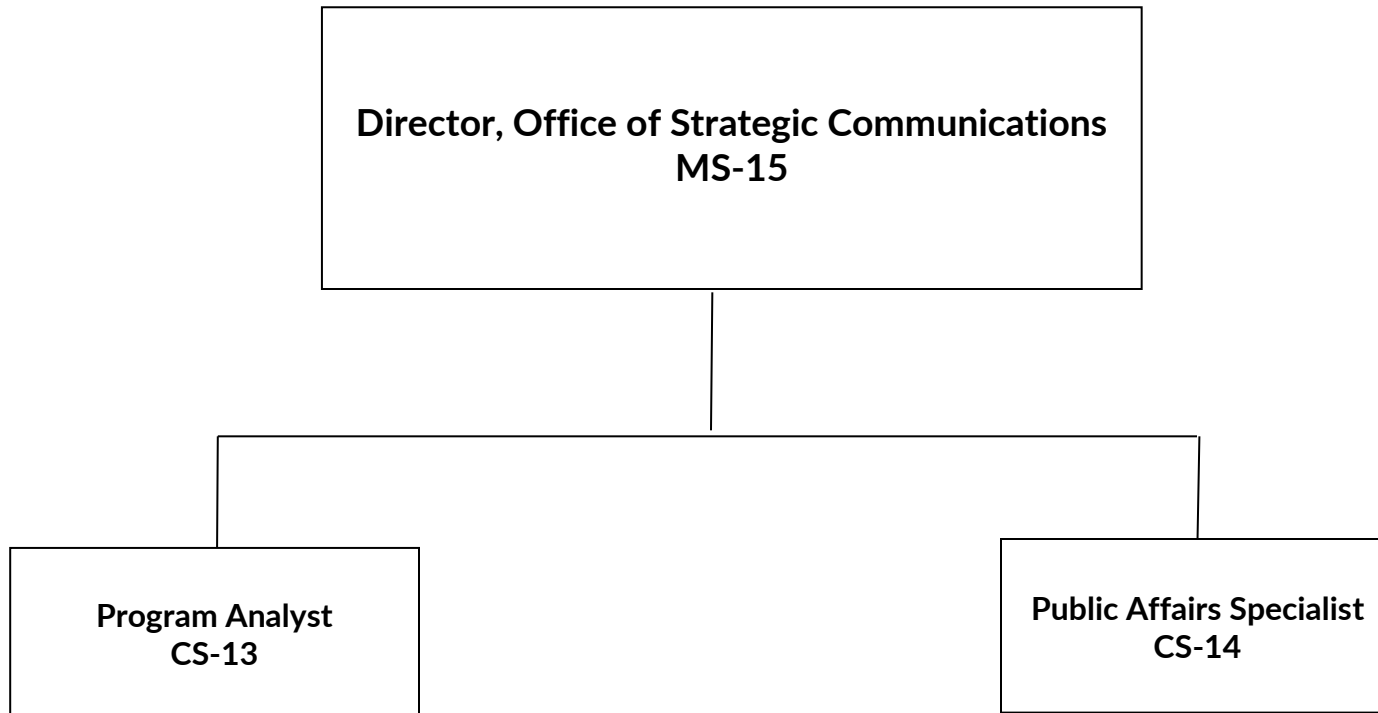 Director, Office of Strategic Communications
MS-15
Program Analyst
CS-13
Public Affairs Specialist
CS-14